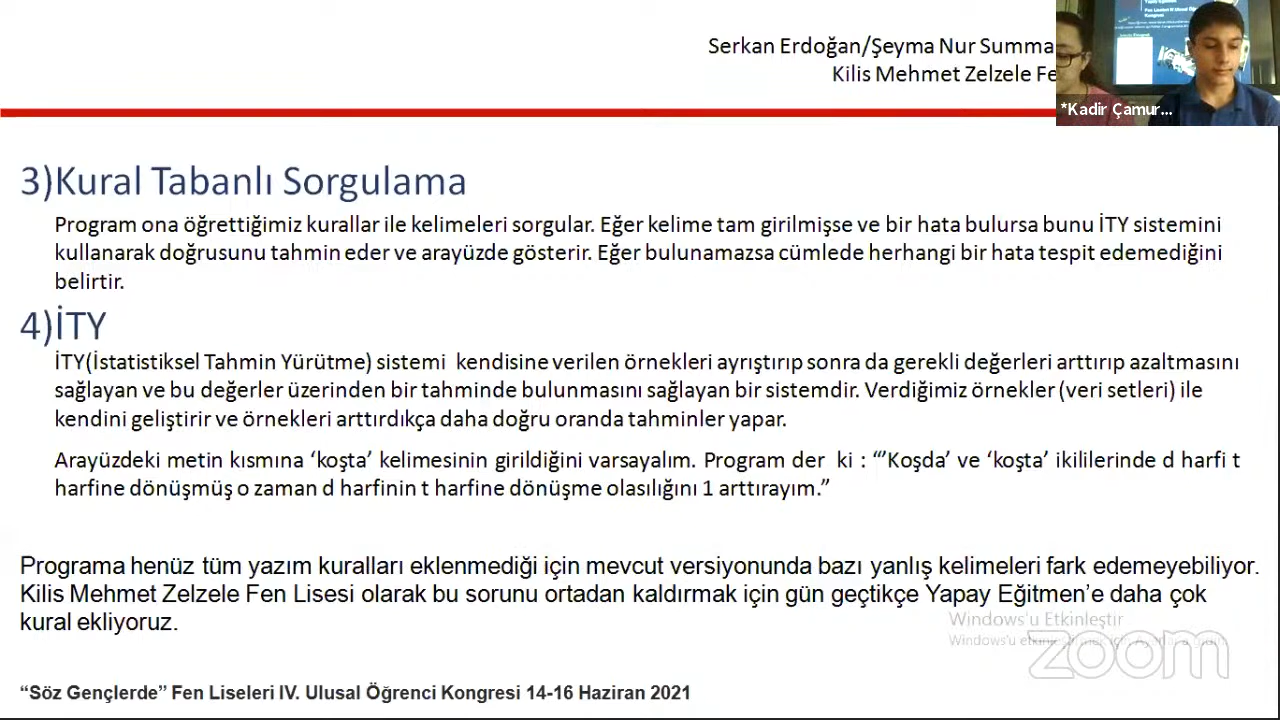 Serkan Erdoğan/Şeyma Nur Summa
Kilis Mehmet Zelzele Fe
*Kadir Çamur...
3)Kural Tabanlı Sorgulama
Program ona öğrettiğimiz kurallar ile kelimeleri sorgular. Eğer kelime tam girilmişse ve bir hata bulursa bunu İTY sistemini
kullanarak doğrusunu tahmin eder ve arayüzde gösterir. Eğer bulunamazsa cümlede herhangi bir hata tespit edemediğini
belirtir.
4)İTY
İTY(İstatistiksel Tahmin Yürütme) sistemi kendisine verilen örnekleri ayrıştırıp sonra da gerekli değerleri arttırıp azaltmasını
sağlayan ve bu değerler üzerinden bir tahminde bulunmasını sağlayan bir sistemdir. Verdiğimiz örnekler (veri setleri) ile
kendini geliştirir ve örnekleri arttırdıkça daha doğru oranda tahminler yapar.
Arayüzdeki metin kısmına ‘koşta’ kelimesinin girildiğini varsayalım. Program der ki : “’Koşda’ ve ‘koşta’ ikililerinde d harfi t
harfine dönüşmüş o zaman d harfinin t harfine dönüşme olasılığını 1 arttırayım.”
Programa henüz tüm yazım kuralları eklenmediği için mevcut versiyonunda bazı yanlış kelimeleri fark edemeyebiliyor.
Kilis Mehmet Zelzele Fen Lisesi olarak bu sorunu ortadan kaldırmak için gün geçtikçe Yapay Eğitmen’e daha çok
kural ekliyoruz.
Windows'u Etkinleştir
zoom
“Söz Gençlerde” Fen Liseleri IV. Ulusal Öğrenci Kongresi 14-16 Haziran 2021